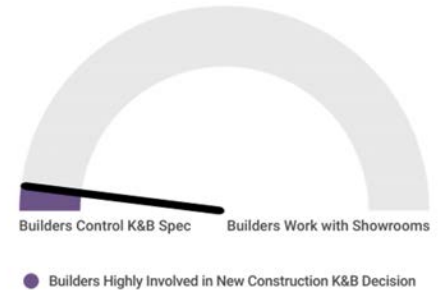 Builders Control K&B Spec
Builders Work with Showrooms
Builders Highly Involved in New Construction K&B Decision